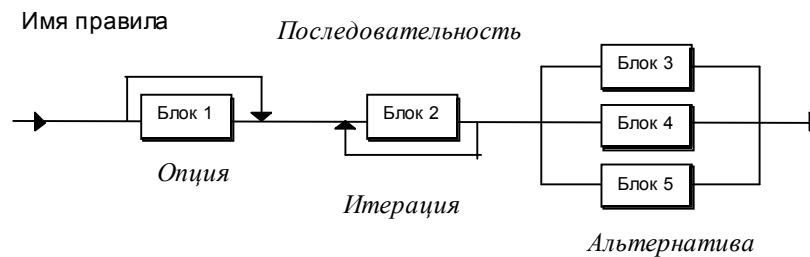 Имя правила
Последовательность
Блок 3
Блок 1
Блок 2
Блок 4
Опция
Блок 5
Итерация
Альтернатива